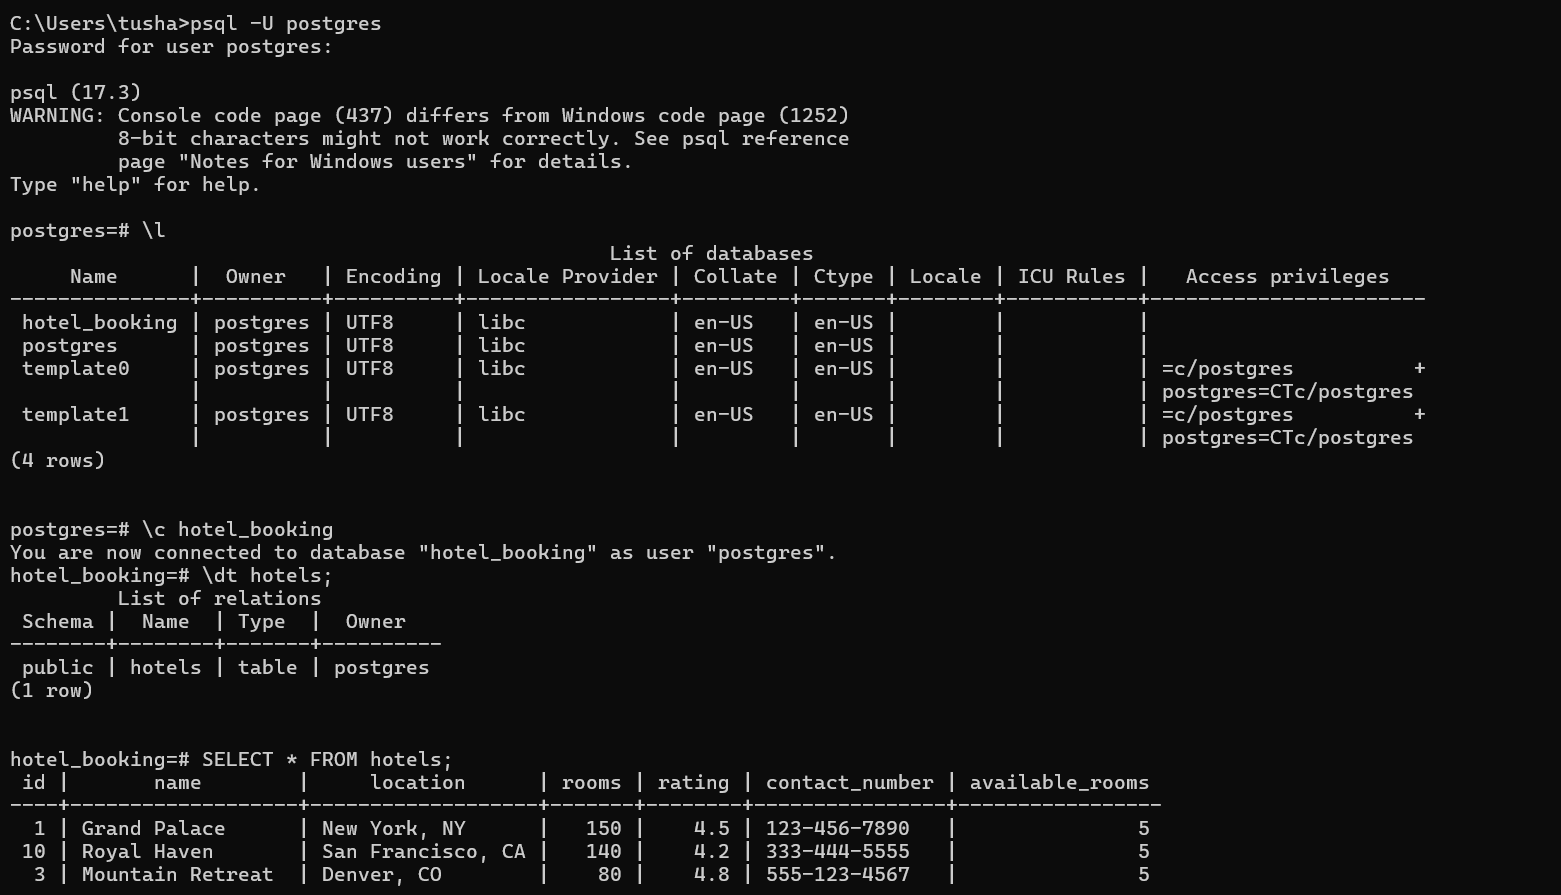 C:\Users\tusha>psql -U postgres
Password for user postgres:

psql (17.3)
WARNING: Console code page (437) differs from Windows code page (1252)
         8-bit characters might not work correctly. See psql reference
         page "Notes for Windows users" for details.
Type "help" for help.

postgres=# \l
                                                  List of databases
     Name      |  Owner   | Encoding | Locale Provider | Collate | Ctype | Locale | ICU Rules |   Access privileges
---------------+----------+----------+-----------------+---------+-------+--------+-----------+-----------------------
 hotel_booking | postgres | UTF8     | libc            | en-US   | en-US |        |           |
 postgres      | postgres | UTF8     | libc            | en-US   | en-US |        |           |
 template0     | postgres | UTF8     | libc            | en-US   | en-US |        |           | =c/postgres          +
               |          |          |                 |         |       |        |           | postgres=CTc/postgres
 template1     | postgres | UTF8     | libc            | en-US   | en-US |        |           | =c/postgres          +
               |          |          |                 |         |       |        |           | postgres=CTc/postgres
(4 rows)


postgres=# \c hotel_booking
You are now connected to database "hotel_booking" as user "postgres".
hotel_booking=# \dt hotels;
         List of relations
 Schema |  Name  | Type  |  Owner
--------+--------+-------+----------
 public | hotels | table | postgres
(1 row)


hotel_booking=# SELECT * FROM hotels;
 id |       name        |     location      | rooms | rating | contact_number | available_rooms
----+-------------------+-------------------+-------+--------+----------------+-----------------
  1 | Grand Palace      | New York, NY      |   150 |    4.5 | 123-456-7890   |               5
 10 | Royal Haven       | San Francisco, CA |   140 |    4.2 | 333-444-5555   |               5
  3 | Mountain Retreat  | Denver, CO        |    80 |    4.8 | 555-123-4567   |               5